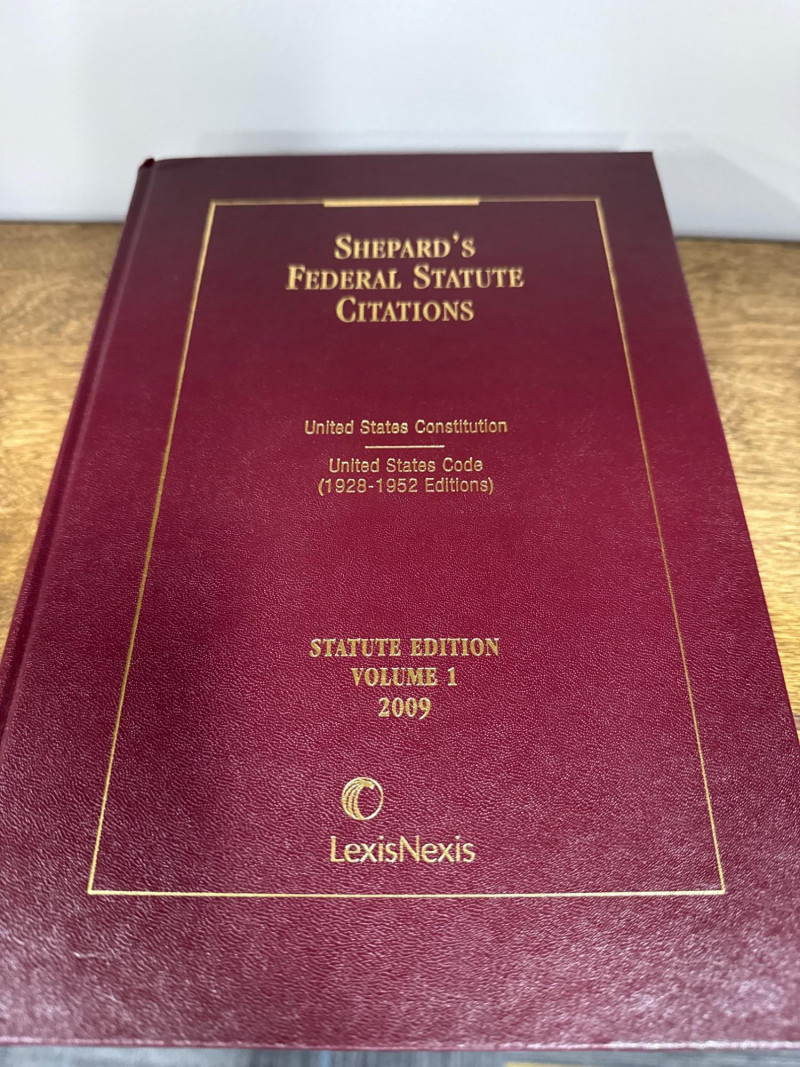 SHEPARD'S
FEDERAL STATUTE
CITATIONS
United States Constitution
United States Code
(1928-1952 Editions)
STATUTE EDITION
VOLUME 1
2009
LexisNexis